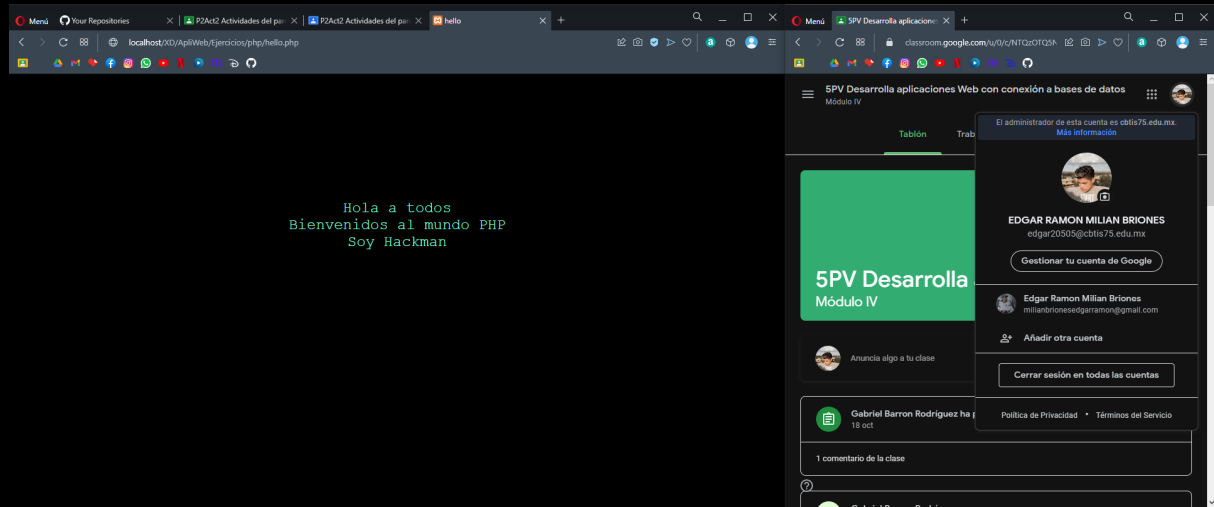 Menú
Your Repositories
P2Act2 Actividades del par
P2Act2 Actividades del par
hello
localhost/XD/ApliWeb/Ejercicios/php/hello.php
Hola a todos
Bienvenidos al mundo PHP
Soy Hackman
Menú
5PV Desarrolla aplicacione
classroom.google.com/u/0/c/NTQzOTQ5N
5PV Desarrolla aplicaciones Web con conexión a bases de datos
Módulo IV
Tablón
Trab
El administrador de esta cuenta es cbtis75.edu.mx.
Más información
EDGAR RAMON MILIAN BRIONES
edgar20505@cbtis75.edu.mx
Gestionar tu cuenta de Google
Edgar Ramon Milian Briones
milianbrionesedgarramon@gmail.com
Añadir otra cuenta
Cerrar sesión en todas las cuentas
Política de Privacidad • Términos del Servicio
5PV Desarrolla
Módulo IV
Anuncia algo a tu clase
Gabriel Barron Rodríguez ha
18 oct
1 comentario de la clase